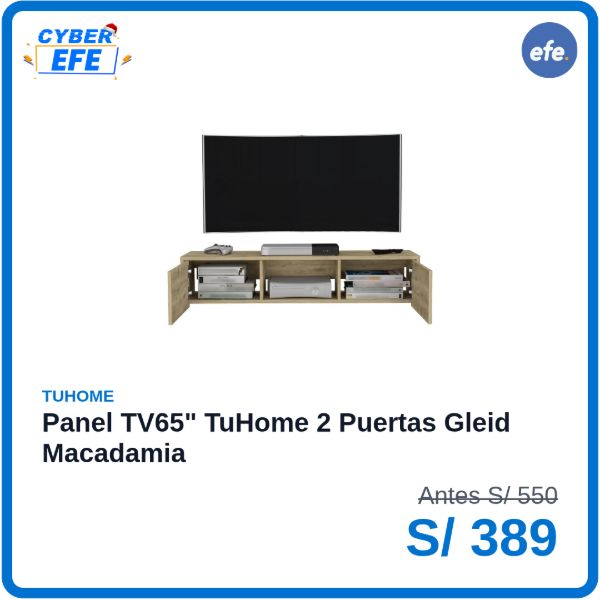 CYBER
EFE
efe.
TUHOME
Panel TV65" TuHome 2 Puertas Gleid
Macadamia
Antes S/ 550
S/ 389